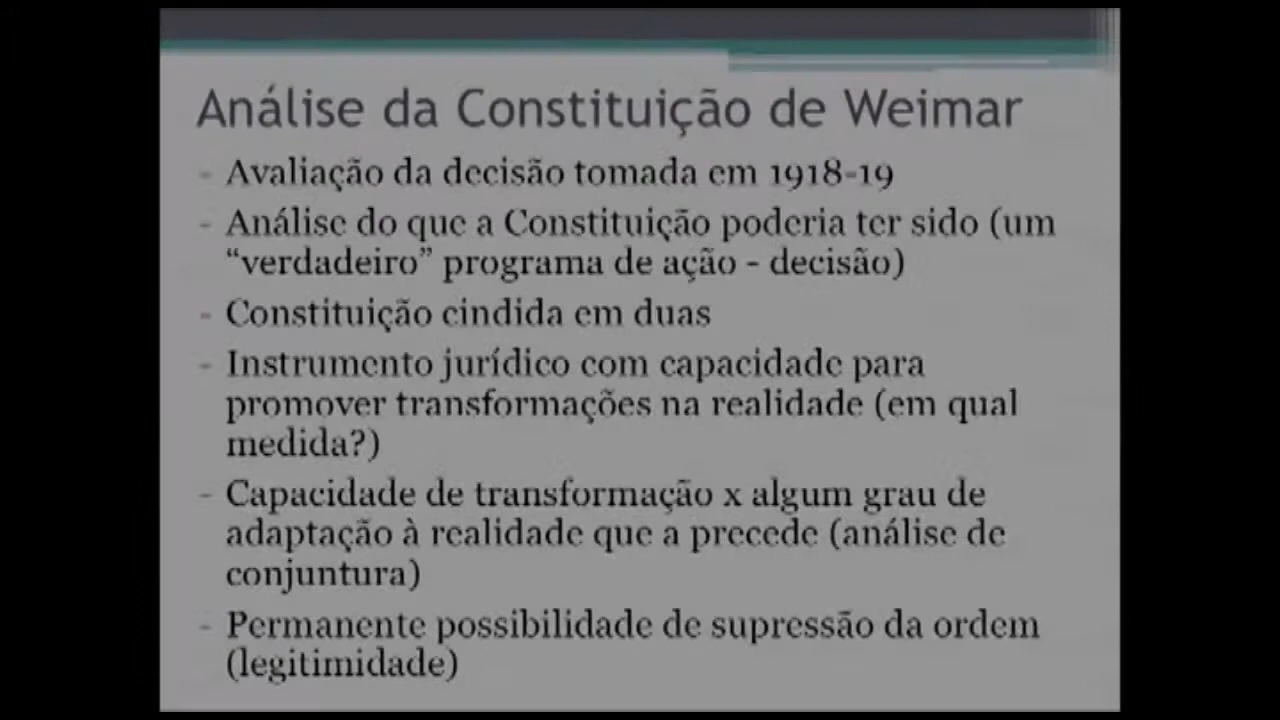 Análise da Constituição de Weimar
- Avaliação da decisão tomada em 1918-19
- Análise do que a Constituição poderia ter sido (um
“verdadeiro” programa de ação - decisão)
- Constituição cindida em duas
- Instrumento jurídico com capacidade para
promover transformações na realidade (em qual
medida?)
- Capacidade de transformação x algum grau de
adaptação à realidade que a precede (análise de
conjuntura)
- Permanente possibilidade de supressão da ordem
(legitimidade)